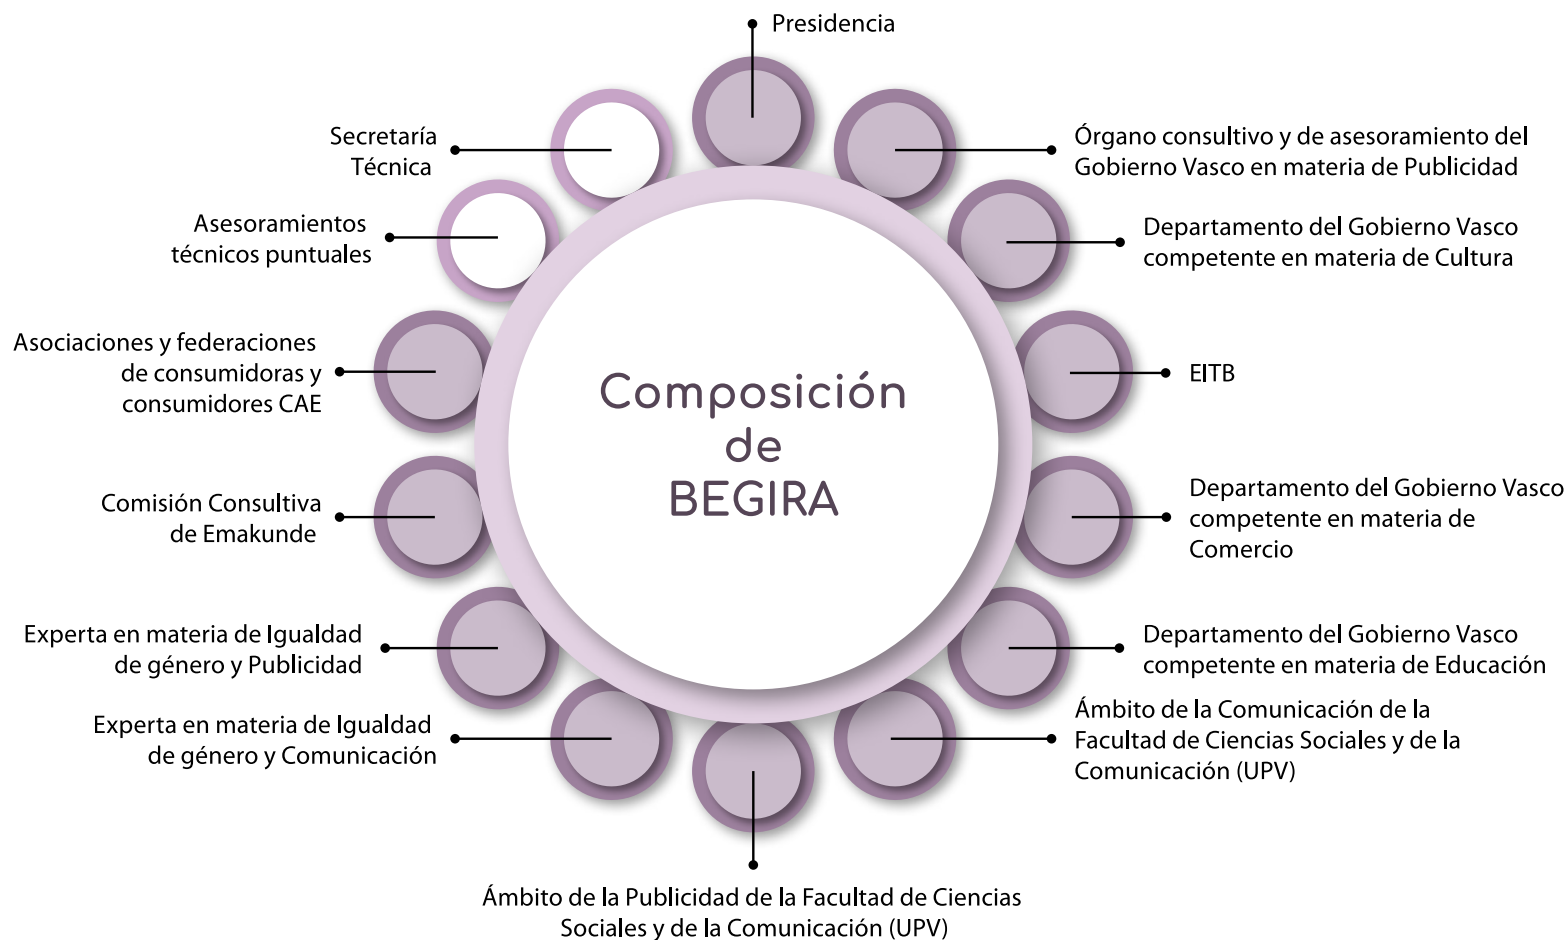 Presidencia
Órgano consultivo y de asesoramiento del
Gobierno Vasco en materia de Publicidad
Departamento del Gobierno Vasco
competente en materia de Cultura
EITB
Departamento del Gobierno Vasco
competente en materia de
Comercio
Departamento del Gobierno Vasco
competente en materia de Educación
Ámbito de la Comunicación de la
Facultad de Ciencias Sociales y de la
Comunicación (UPV)
Ámbito de la Publicidad de la Facultad de Ciencias
Sociales y de la Comunicación (UPV)
Experta en materia de Igualdad
de género y Comunicación
Experta en materia de Igualdad
de género y Publicidad
Comisión Consultiva
de Emakunde
Asociaciones y federaciones
de consumidoras y
consumidores CAE
Asesoramientos
técnicos puntuales
Secretaría
Técnica
Composición
de
BEGIRA